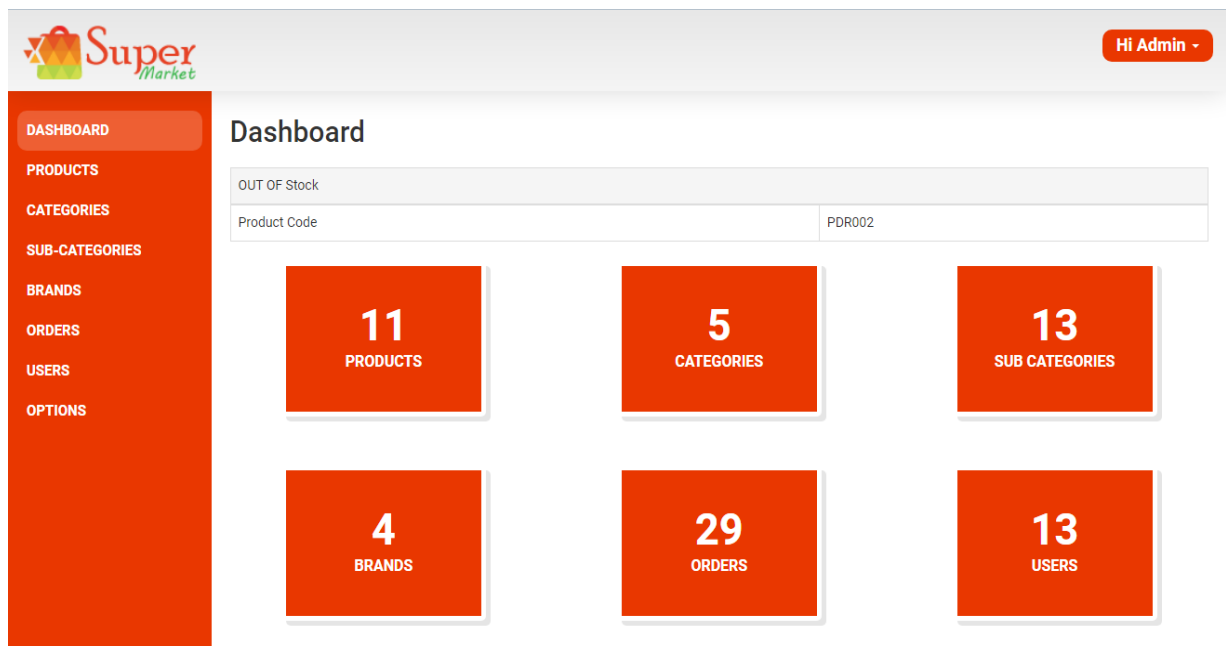 Super
Market
Hi Admin
DASHBOARD
PRODUCTS
CATEGORIES
SUB-CATEGORIES
BRANDS
ORDERS
USERS
OPTIONS
Dashboard
OUT OF Stock
Product Code PDR002
11 5 13
PRODUCTS CATEGORIES SUB CATEGORIES
4 29 13
BRANDS ORDERS USERS